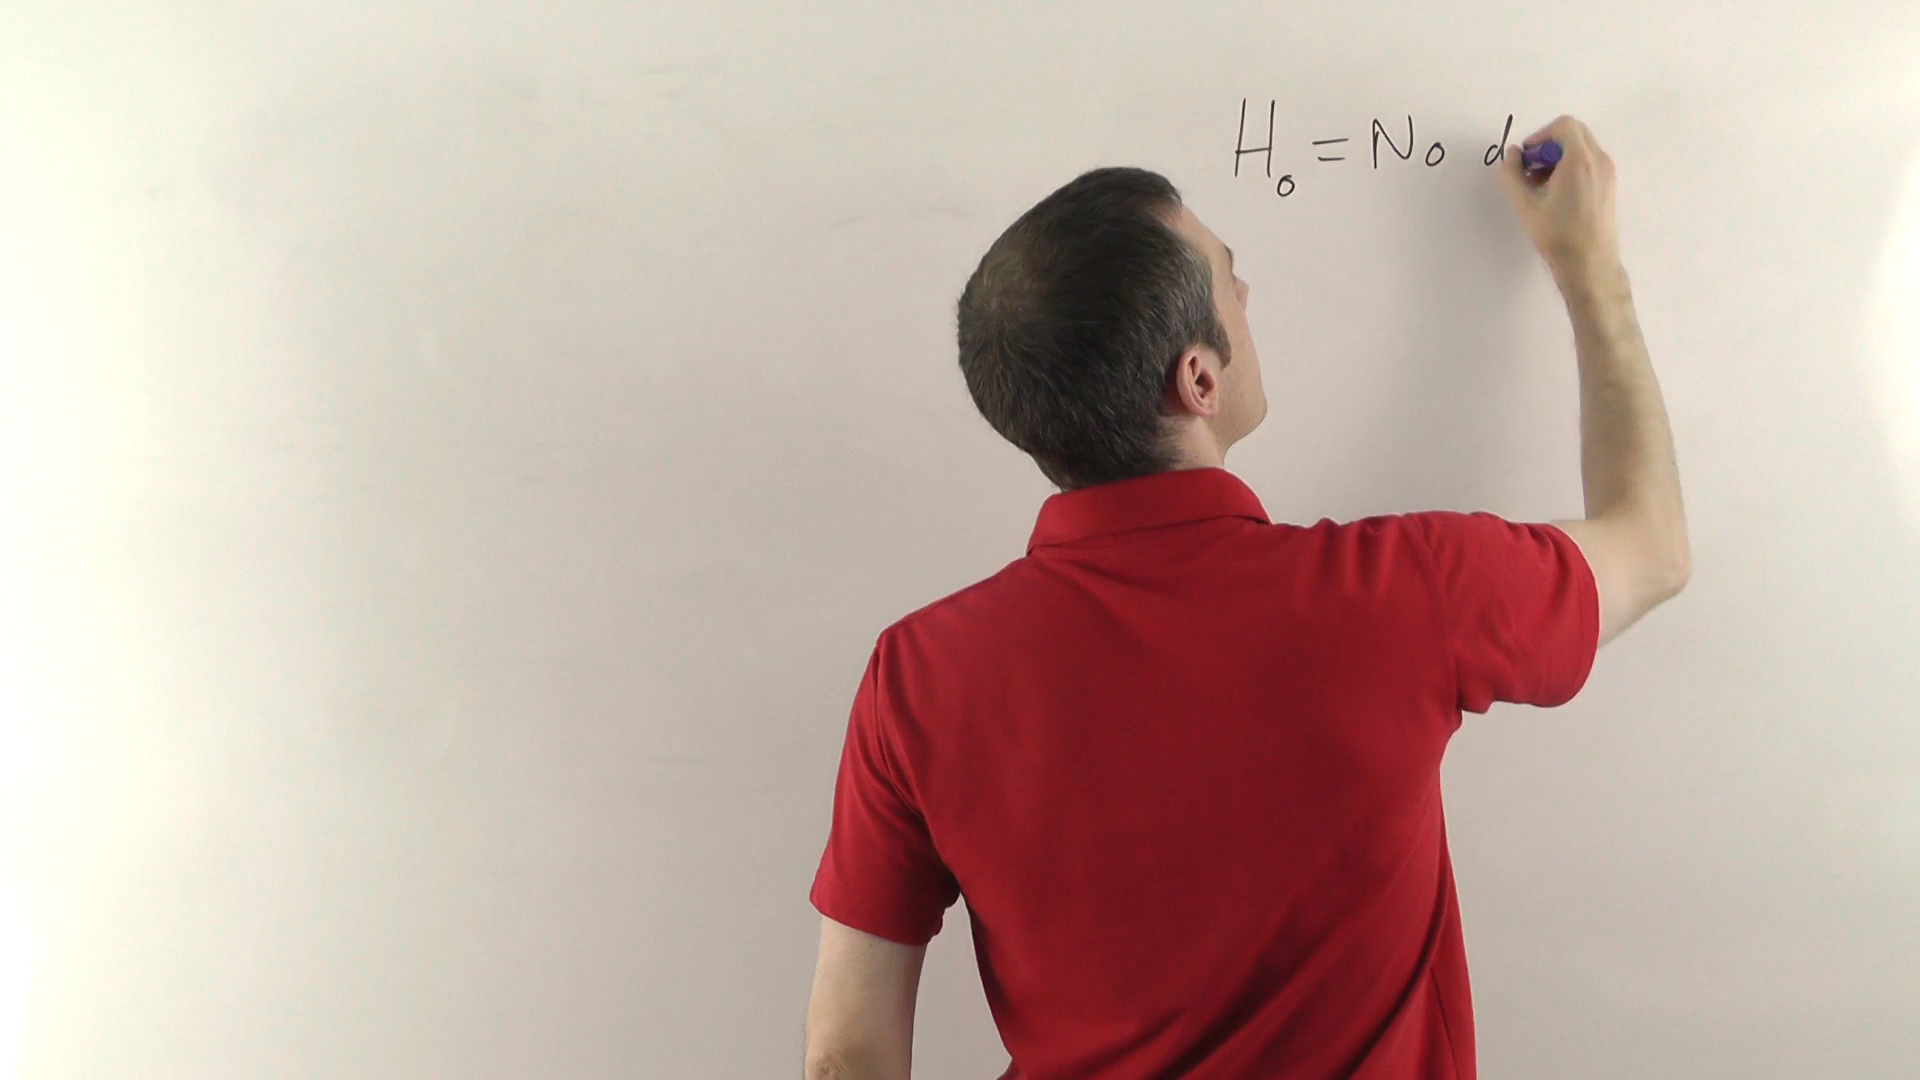 H₀ = No d